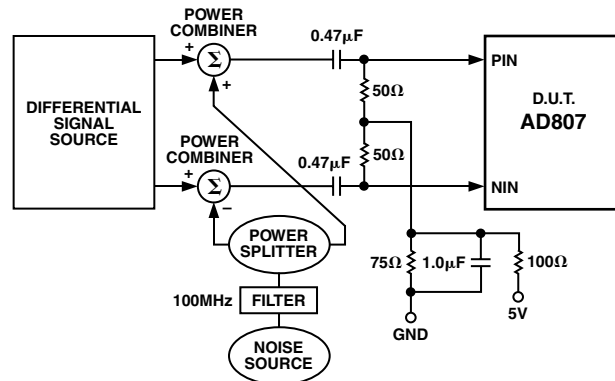 POWER
COMBINER
0.47µF
+
Σ
+
PIN
50Ω
DIFFERENTIAL
SIGNAL
SOURCE
D.U.T.
AD807
POWER
COMBINER
0.47µF
50Ω
+
Σ
−
NIN
POWER
SPLITTER
75Ω
1.0µF
100Ω
100MHz
FILTER
GND
5V
NOISE
SOURCE